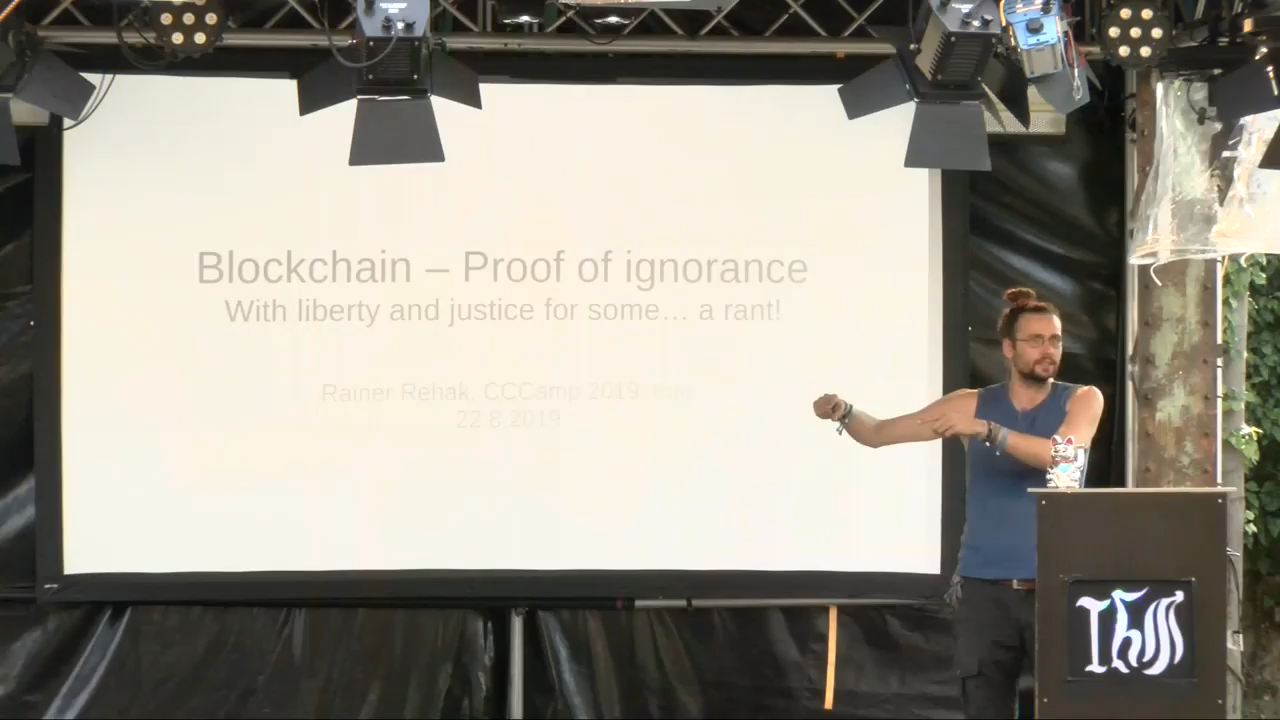 Blockchain – Proof of ignorance
With liberty and justice for some... a rant!
Rainer Rehak, CCCamp 2019,
22.8.2019